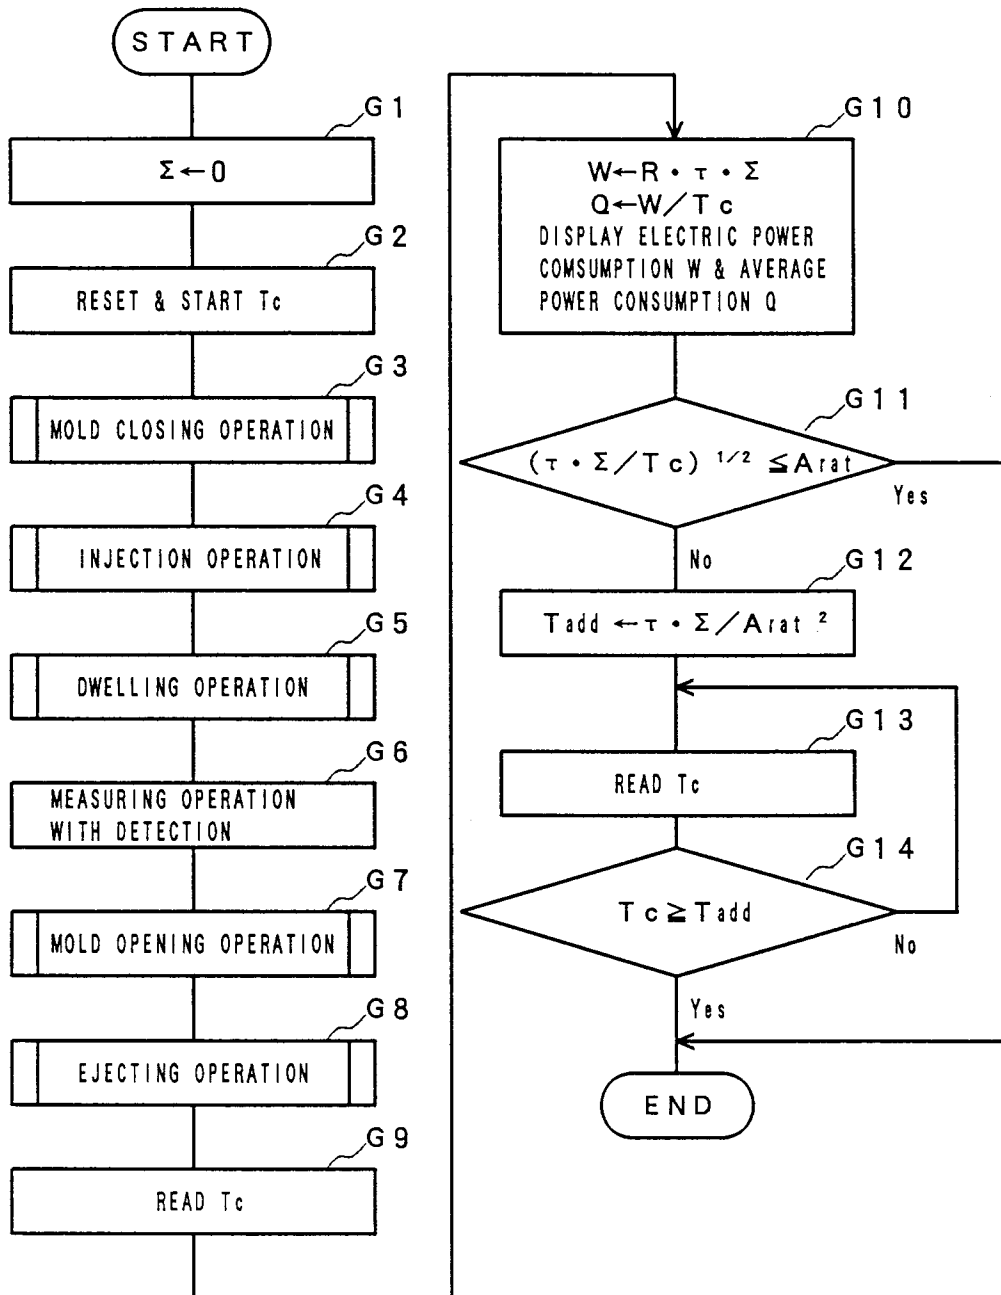 START
G1
Σ←0
G2
RESET & START Tc
G3
MOLD CLOSING OPERATION
G4
INJECTION OPERATION
G5
DWELLING OPERATION
G6
MEASURING OPERATION
WITH DETECTION
G7
MOLD OPENING OPERATION
G8
EJECTING OPERATION
G9
READ Tc
G10
W←R・τ・Σ
Q←W/Tc
DISPLAY ELECTRIC POWER
COMSUMPTION W & AVERAGE
POWER CONSUMPTION Q
G11
(τ・Σ/Tc) 1/2 ≦Arat
Yes
No
G12
Tadd ←τ・Σ/Arat 2
G13
READ Tc
G14
Tc≧Tadd
No
Yes
END